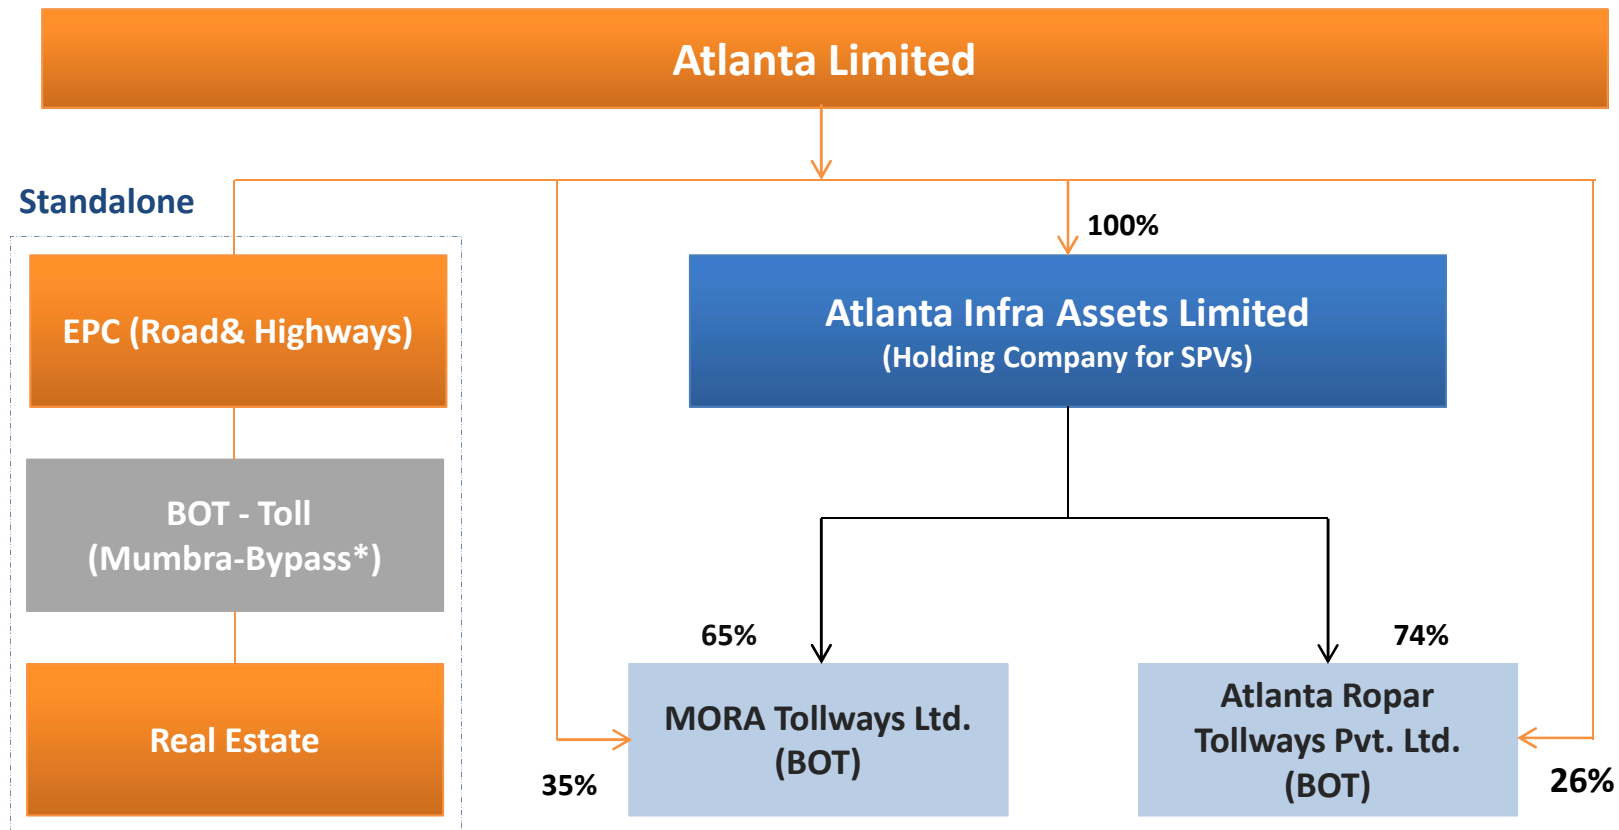 Atlanta Limited
Standalone
100%
EPC (Road& Highways)
Atlanta Infra Assets Limited
(Holding Company for SPVs)
BOT - Toll
(Mumbra-Bypass*)
65%
74%
Real Estate
MORA Tollways Ltd.
(BOT)
Atlanta Ropar
Tollways Pvt. Ltd.
(BOT)
35%
26%